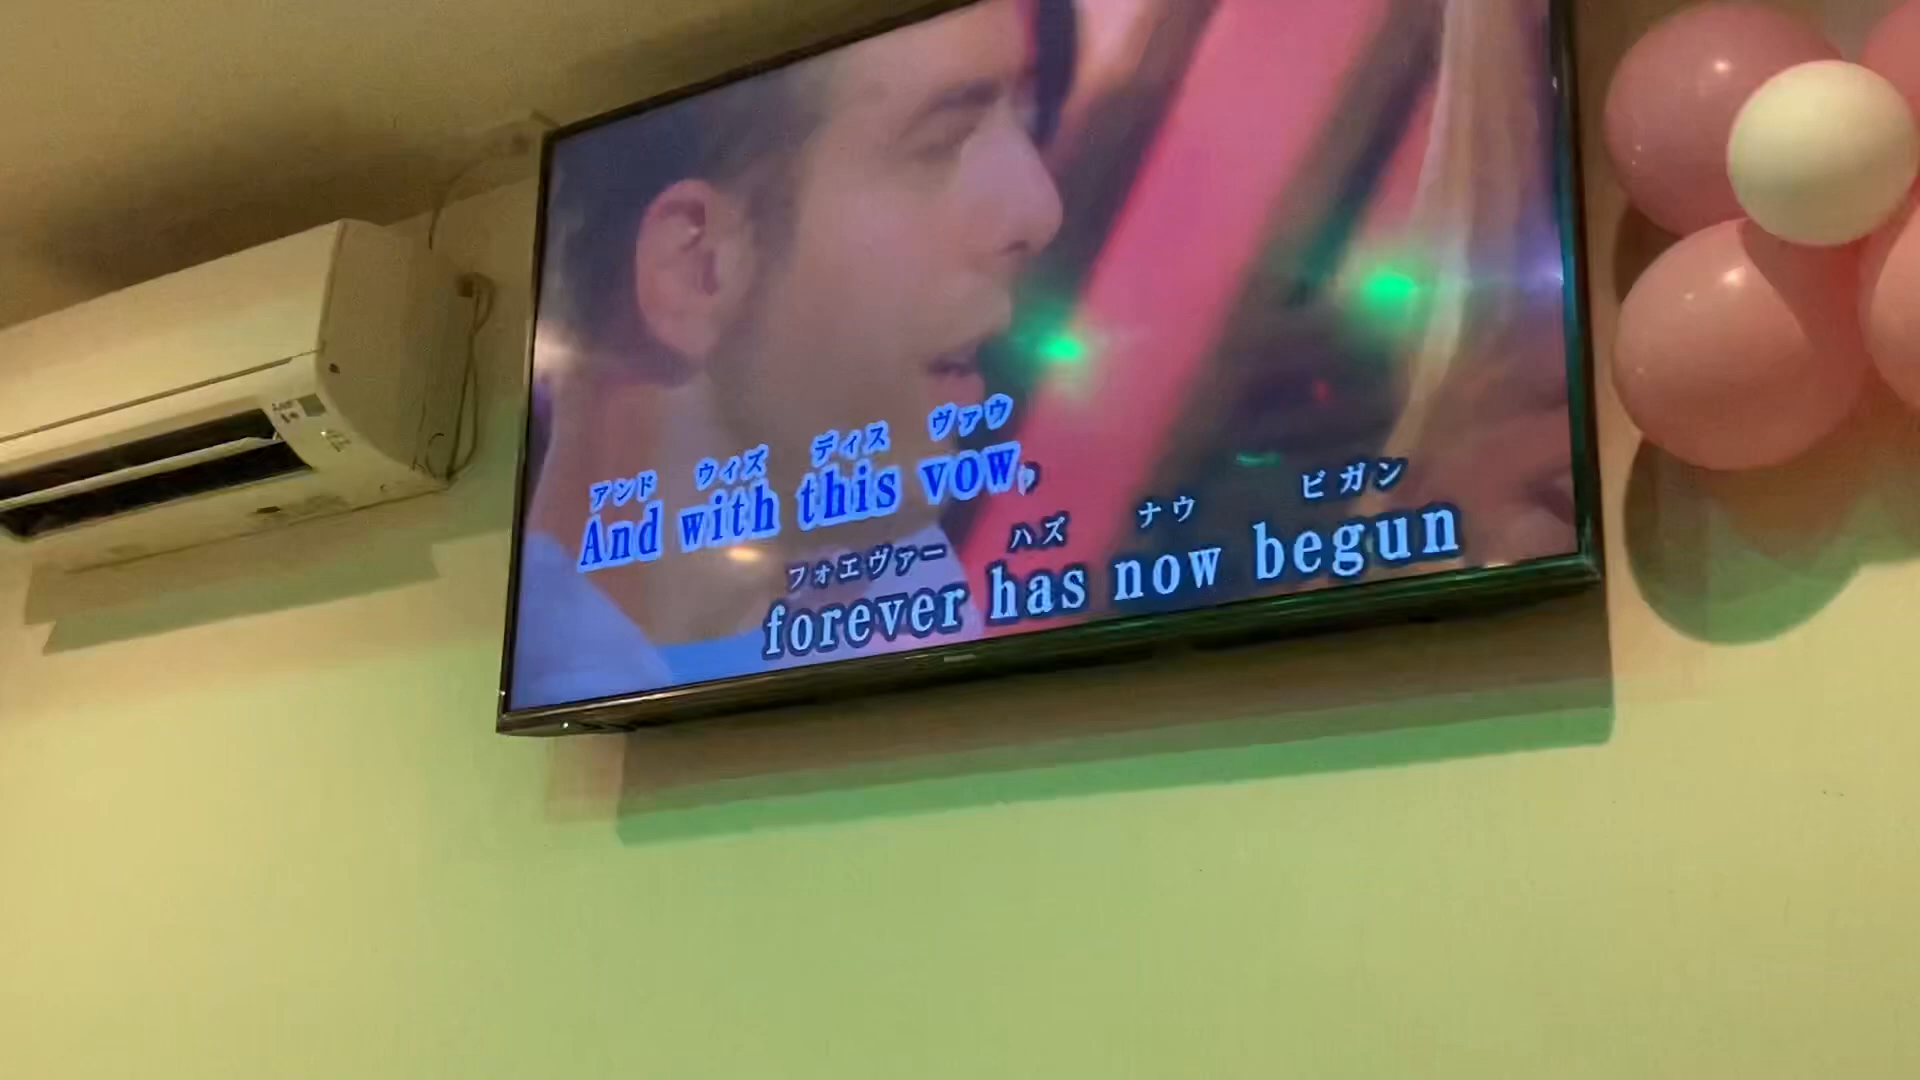 アンド ウィズ ディス ヴァウ
And with this vow,
フォエヴァー ハズ ナウ ビガン
forever has now begun